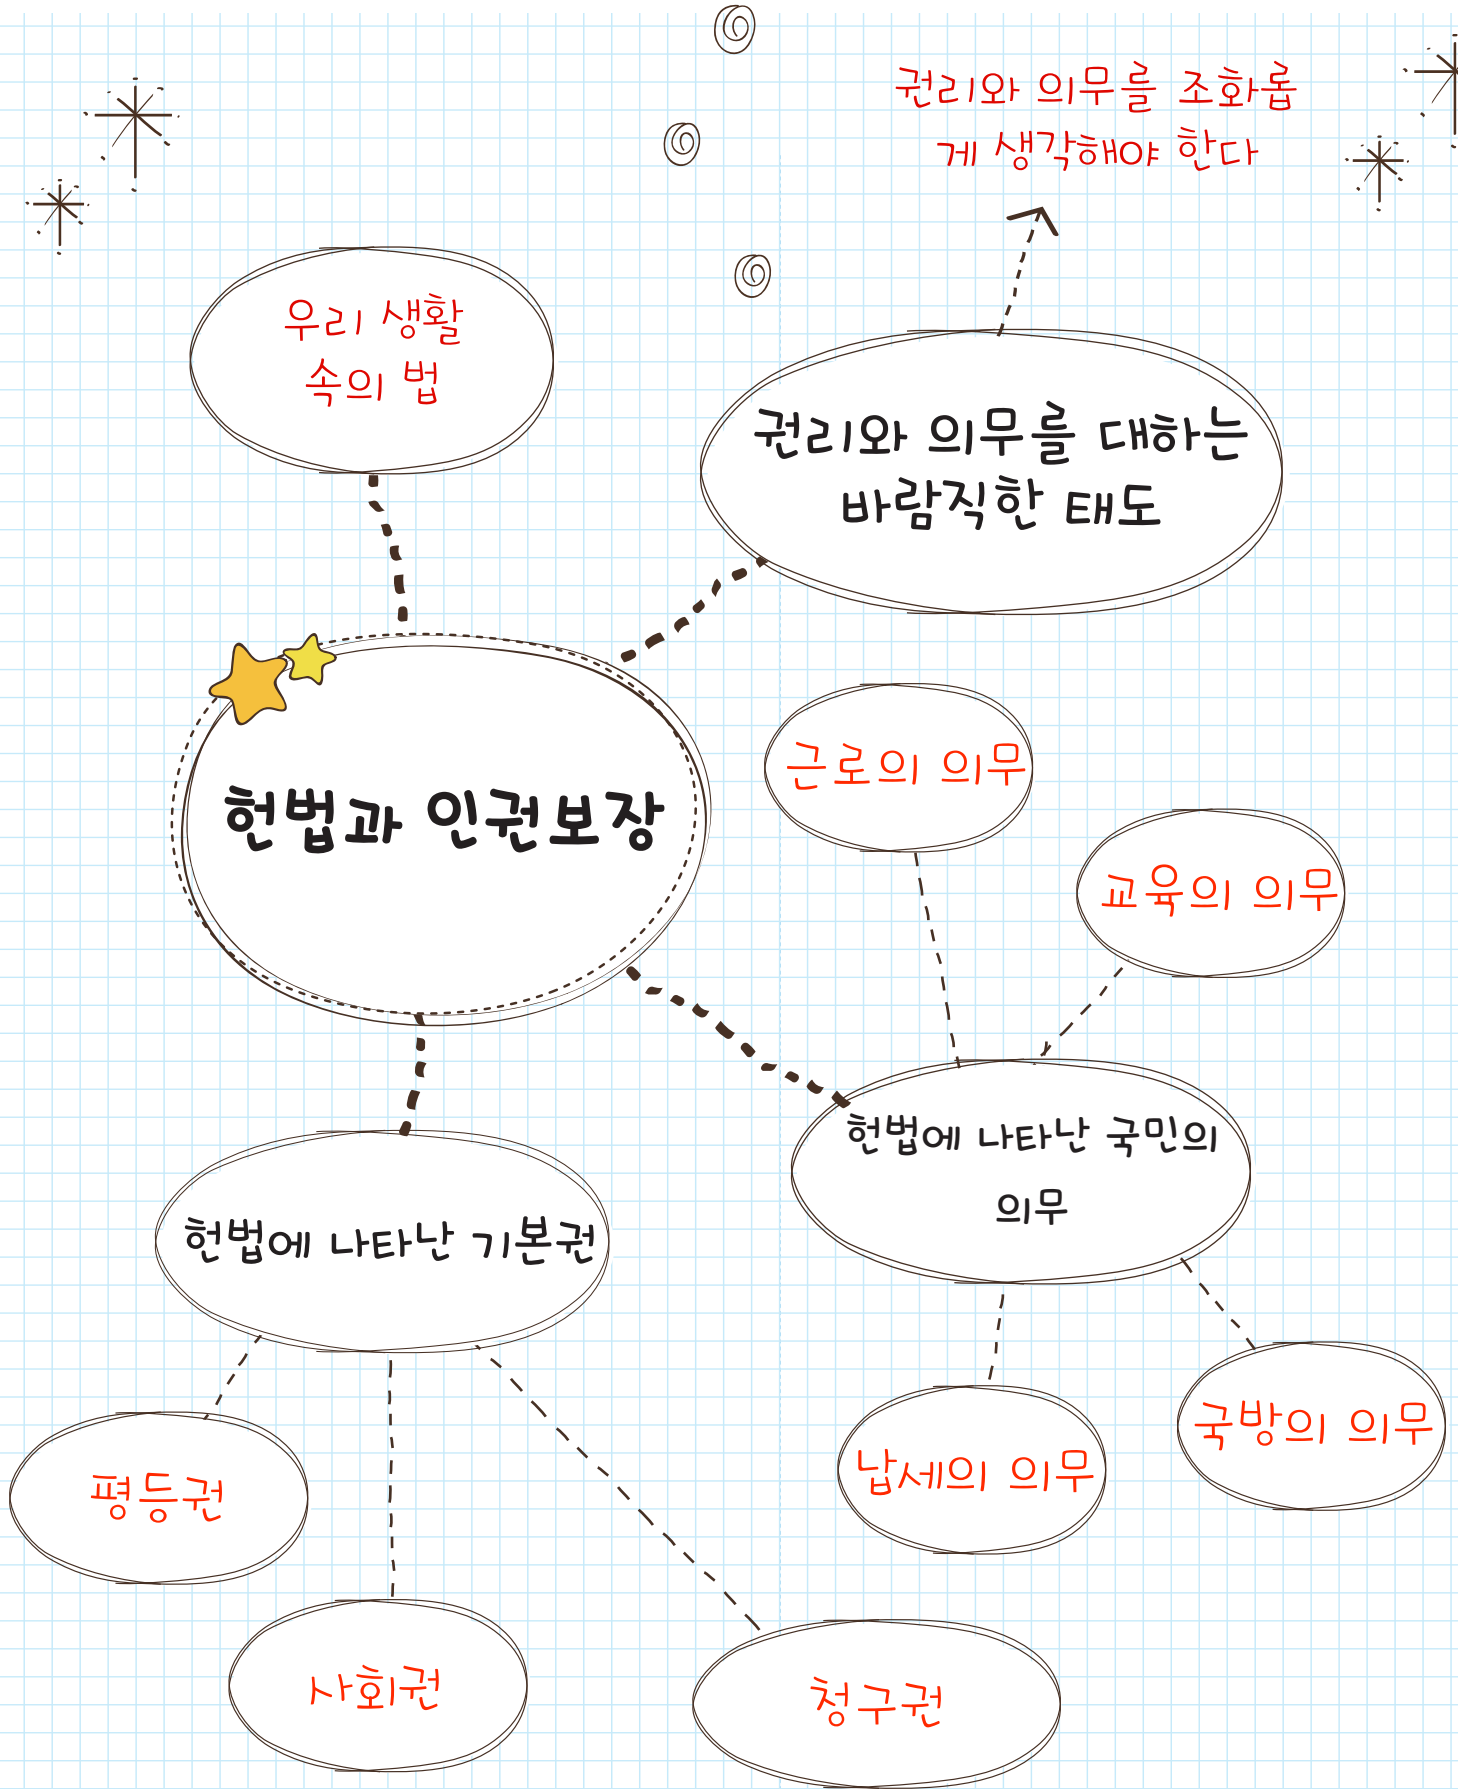 권리와 의무를 조화롭
게 생각해야 한다
우리 생활
속의 법
권리와 의무를 대하는
바람직한 태도
헌법과 인권보장
근로의 의무
교육의 의무
헌법에 나타난 국민의
의무
헌법에 나타난 기본권
국방의 의무
납세의 의무
평등권
사회권
청구권